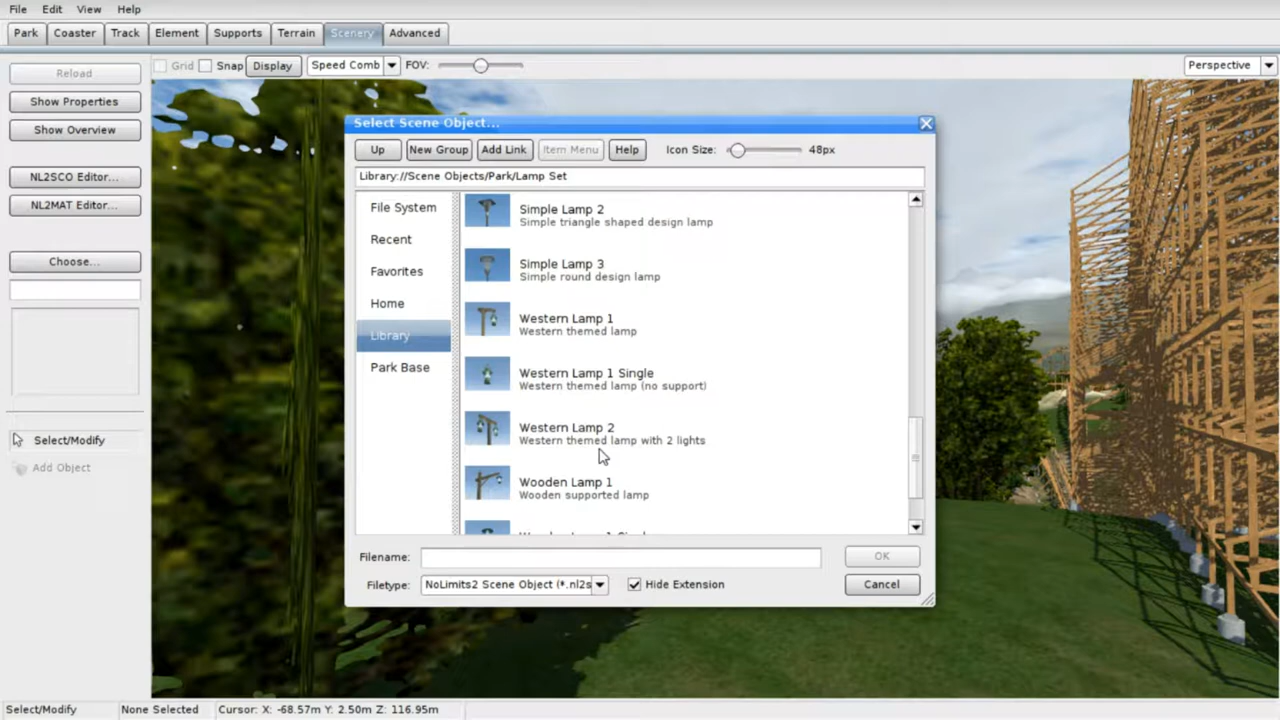 File Edit View Help
Park Coaster Track Element Supports Terrain Scenery Advanced
Reload
Grid Snap Display Speed Comb FOV: Perspective
Show Properties
Show Overview
NL2SCO Editor...
NL2MAT Editor...
Choose...
Select/Modify
Add Object
Select Scene Object...
Up New Group Add Link Item Menu Help Icon Size: 48px
Library://Scene Objects/Park/Lamp Set
File System
Recent
Favorites
Home
Library
Park Base
Simple Lamp 2
Simple triangle shaped design lamp
Simple Lamp 3
Simple round design lamp
Western Lamp 1
Western themed lamp
Western Lamp 1 Single
Western themed lamp (no support)
Western Lamp 2
Western themed lamp with 2 lights
Wooden Lamp 1
Wooden supported lamp
Filename: OK
Filetype: NoLimits2 Scene Object (*.nl2s Hide Extension Cancel
Select/Modify None Selected Cursor: X: -68.57m Y: 2.50m Z: 116.95m